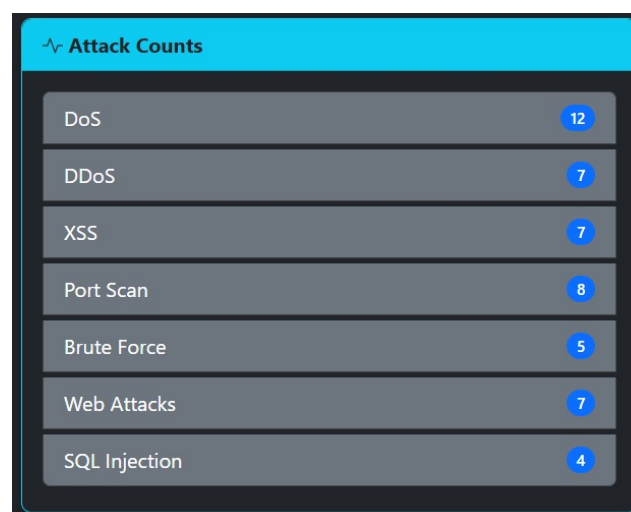 Attack Counts
DoS 12
DDoS 7
XSS 7
Port Scan 8
Brute Force 5
Web Attacks 7
SQL Injection 4